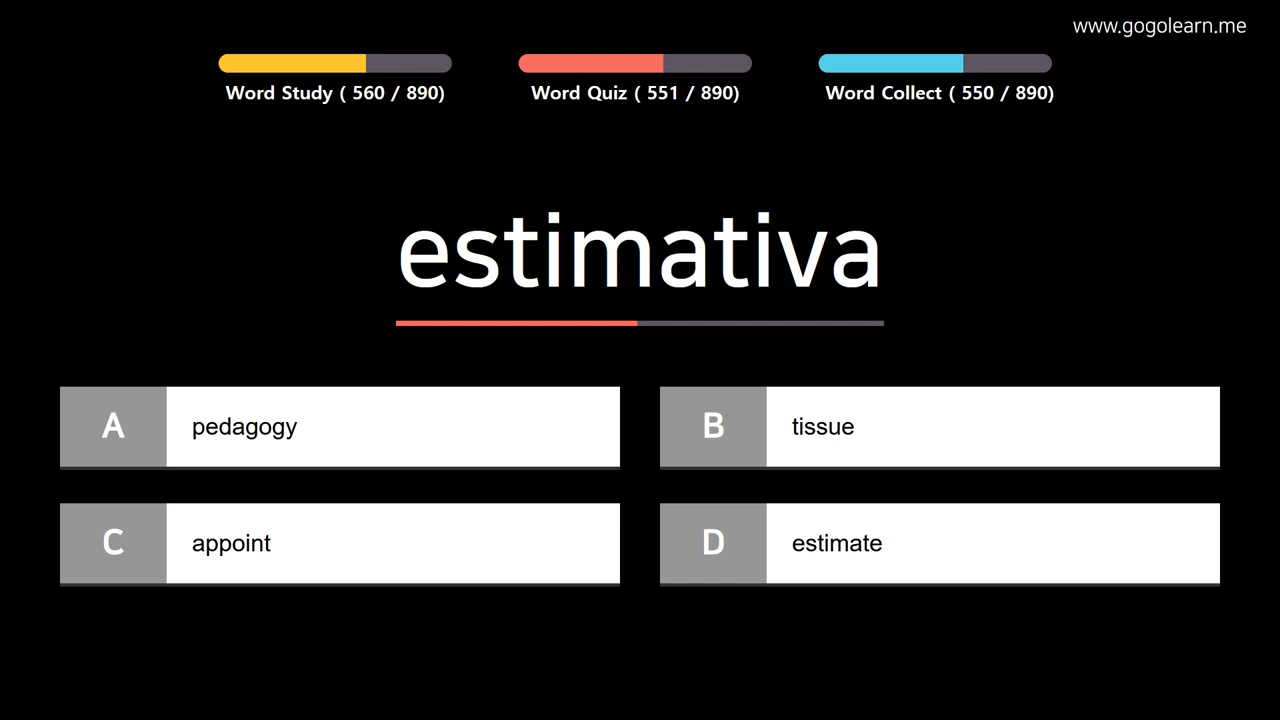 www.gogolearn.me
Word Study ( 560 / 890)
Word Quiz ( 551 / 890)
Word Collect ( 550 / 890)
estimativa
A pedagogy
B tissue
C appoint
D estimate